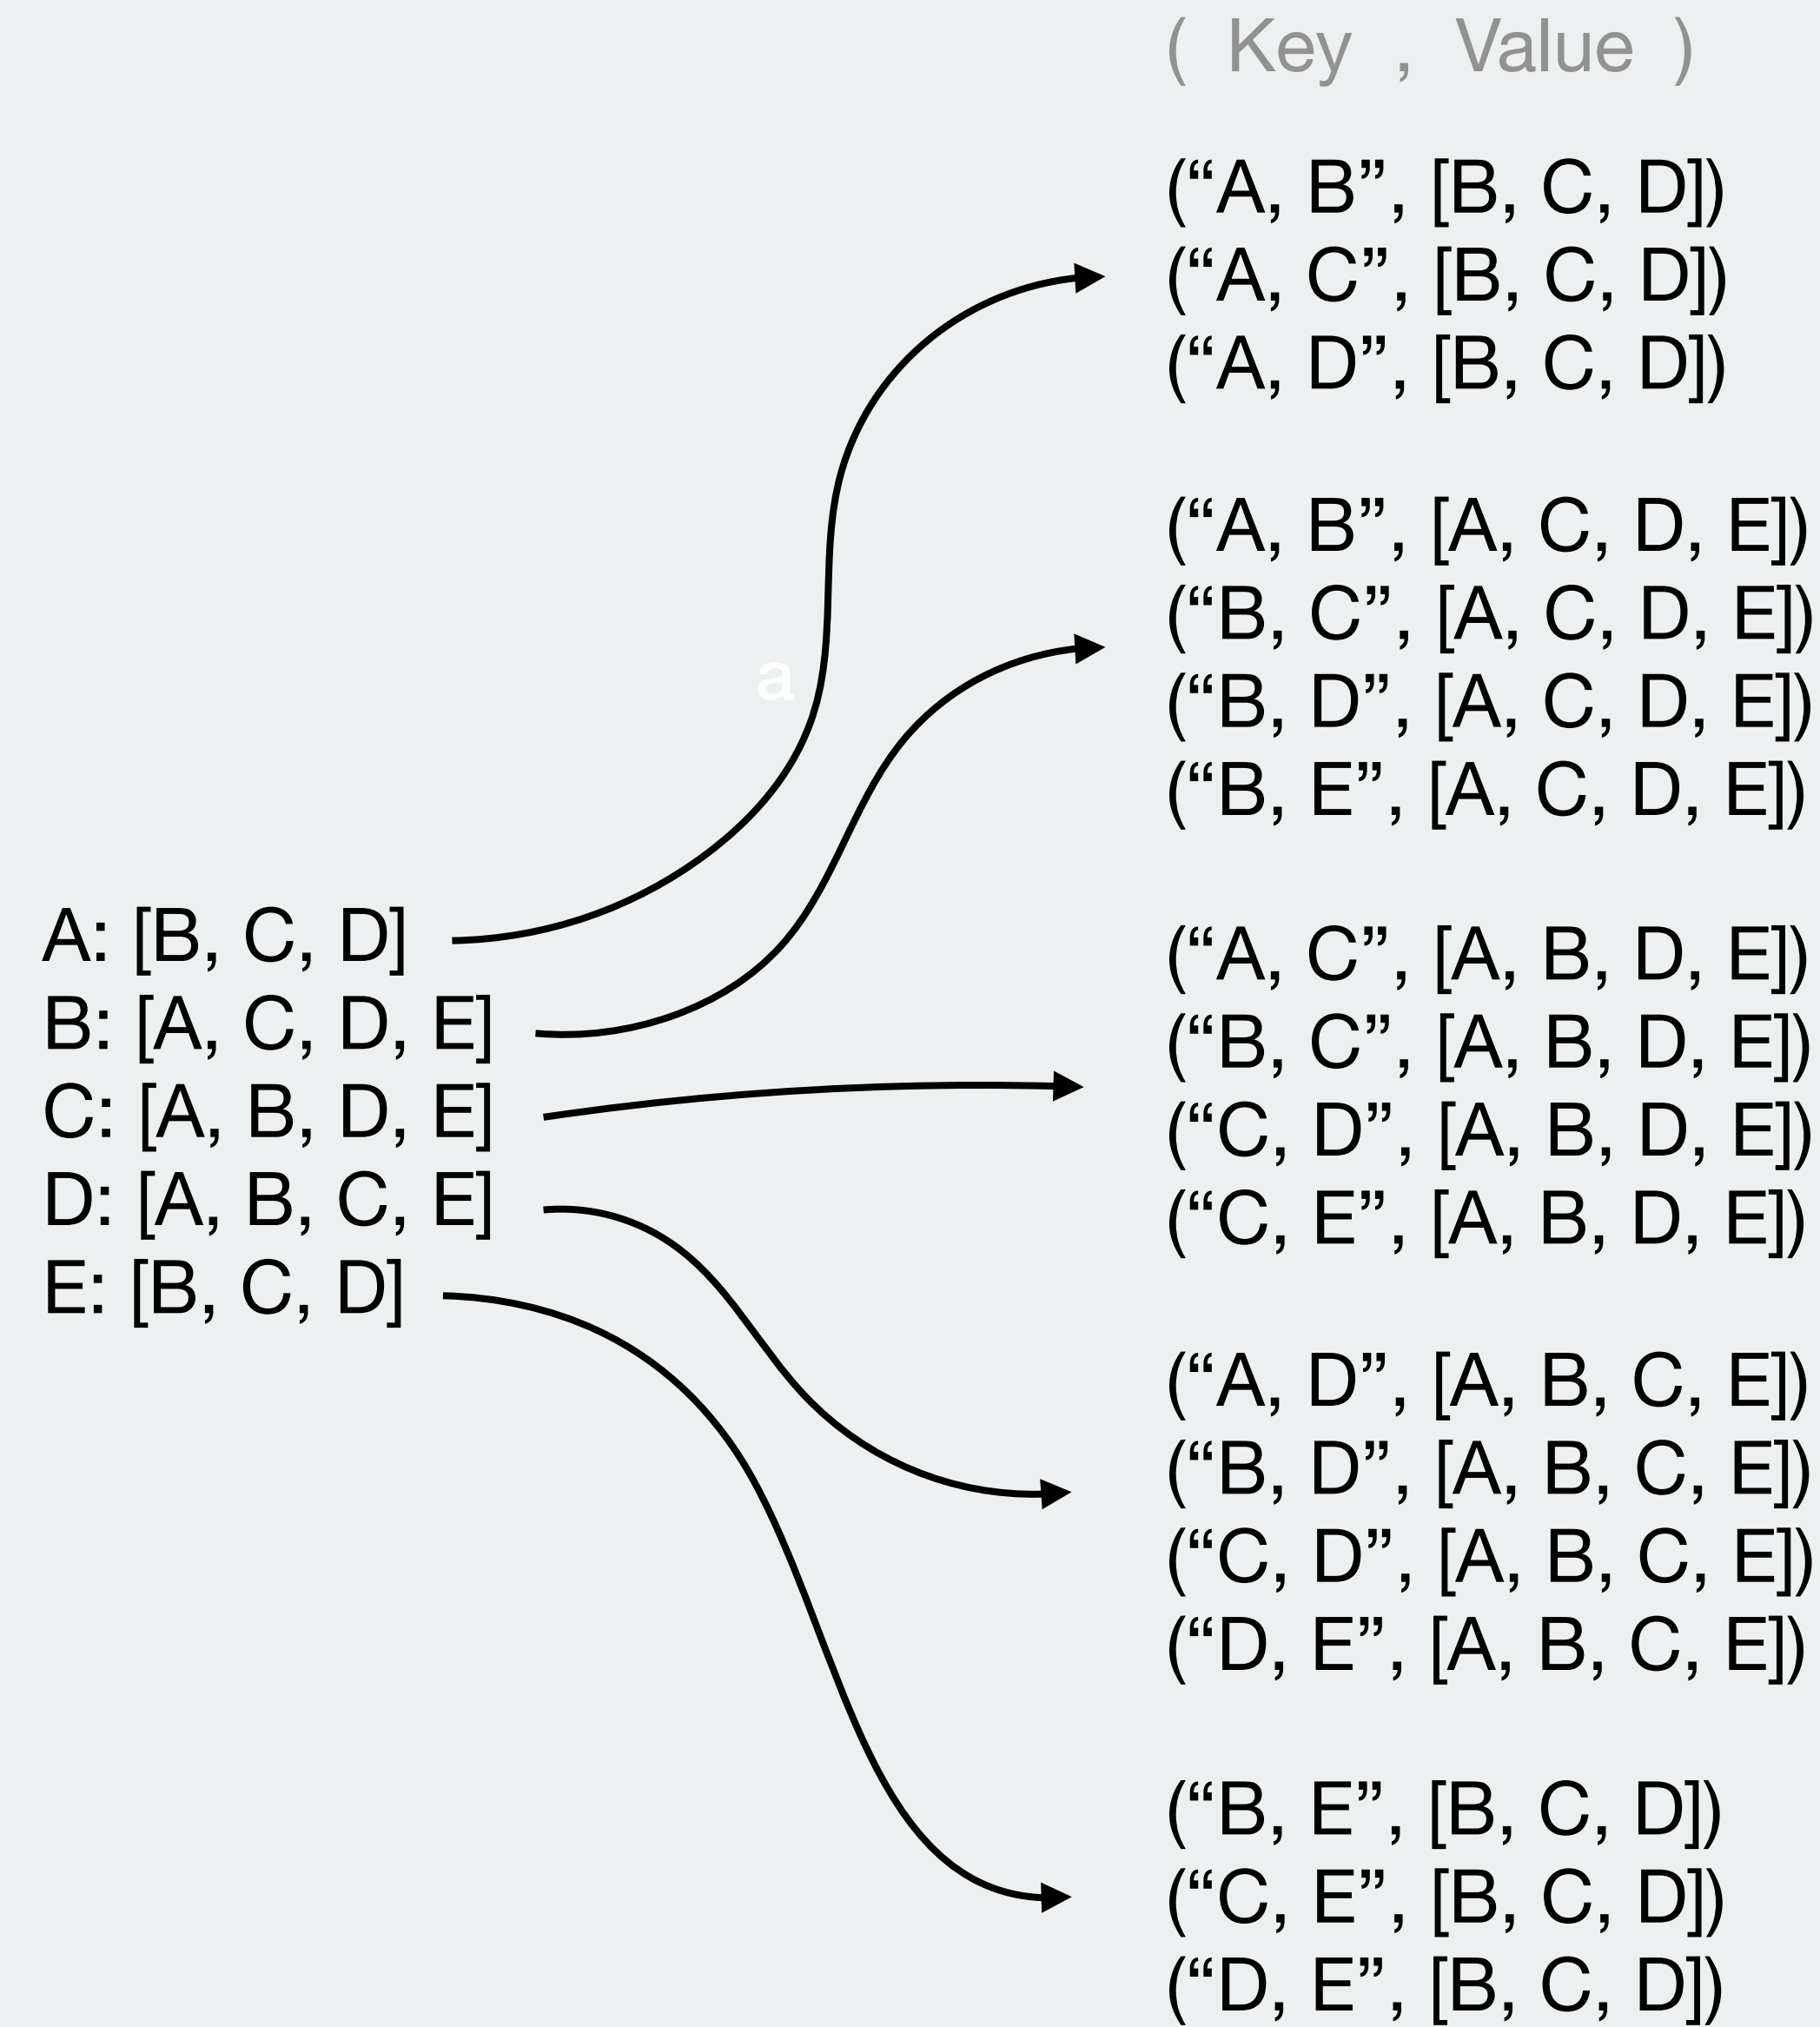 ( Key , Value )
(“A, B”, [B, C, D])
(“A, C”, [B, C, D])
(“A, D”, [B, C, D])
(“A, B”, [A, C, D, E])
(“B, C”, [A, C, D, E])
(“B, D”, [A, C, D, E])
(“B, E”, [A, C, D, E])
a
A: [B, C, D]
B: [A, C, D, E]
C: [A, B, D, E]
D: [A, B, C, E]
E: [B, C, D]
(“A, C”, [A, B, D, E])
(“B, C”, [A, B, D, E])
(“C, D”, [A, B, D, E])
(“C, E”, [A, B, D, E])
(“A, D”, [A, B, C, E])
(“B, D”, [A, B, C, E])
(“C, D”, [A, B, C, E])
(“D, E”, [A, B, C, E])
(“B, E”, [B, C, D])
(“C, E”, [B, C, D])
(“D, E”, [B, C, D])